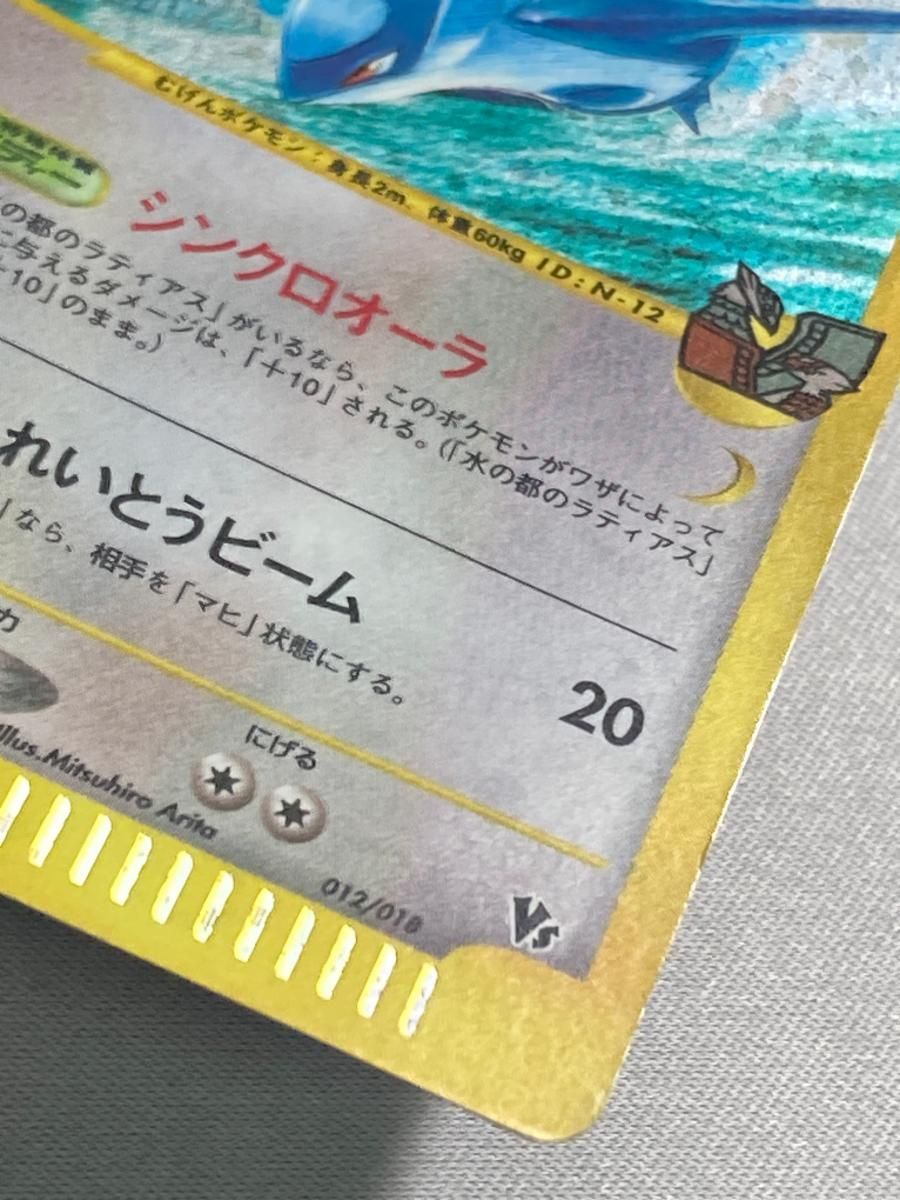 むげんポケモン：身長2m、体重60kg ID：N-12
ディー
シンクロオーラ
の都のラティアス」がいるなら、このポケモンがワザによって
に与えるダメージは、「＋10」される。（「水の都のラティアス」
＋10」のまま。）
れいとうビーム
20
」なら、相手を「マヒ」状態にする。
力
にげる
Illus.Mitsuhiro Arita
012/018
VS